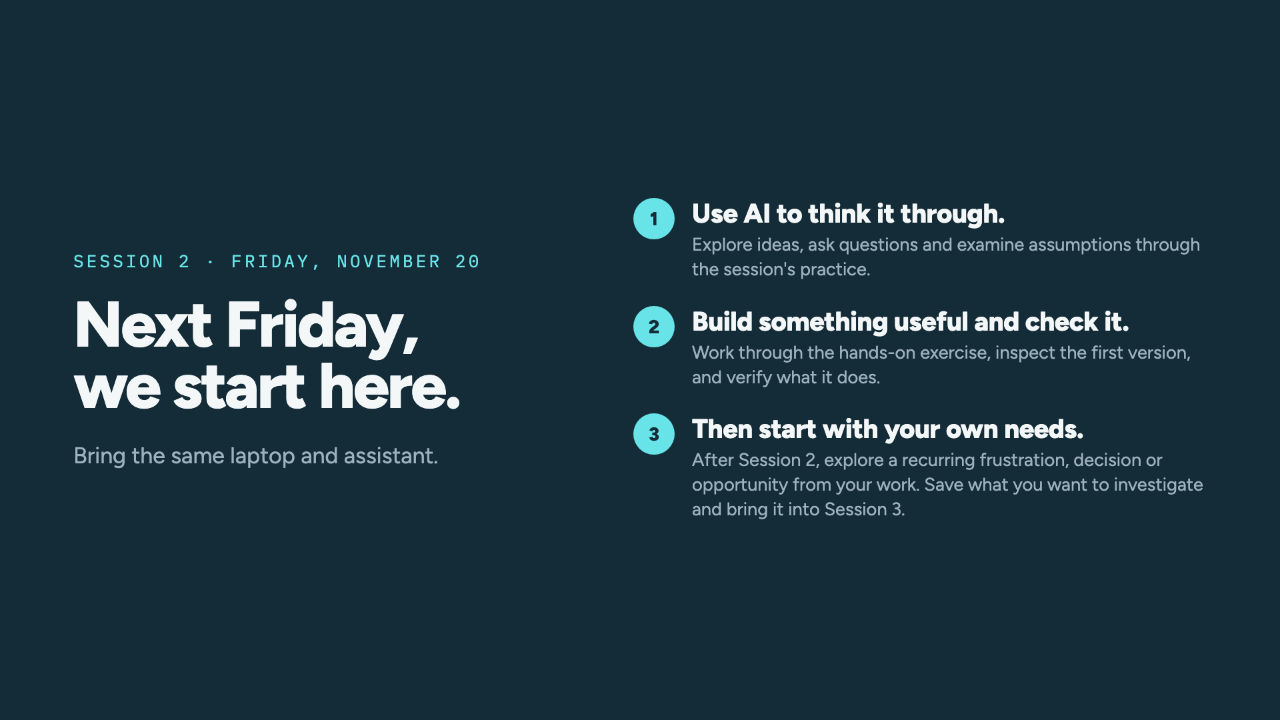 SESSION 2 · FRIDAY, NOVEMBER 20
Next Friday,
we start here.
Bring the same laptop and assistant.
1
Use AI to think it through.
Explore ideas, ask questions and examine assumptions through
the session's practice.
2
Build something useful and check it.
Work through the hands-on exercise, inspect the first version,
and verify what it does.
3
Then start with your own needs.
After Session 2, explore a recurring frustration, decision or
opportunity from your work. Save what you want to investigate
and bring it into Session 3.